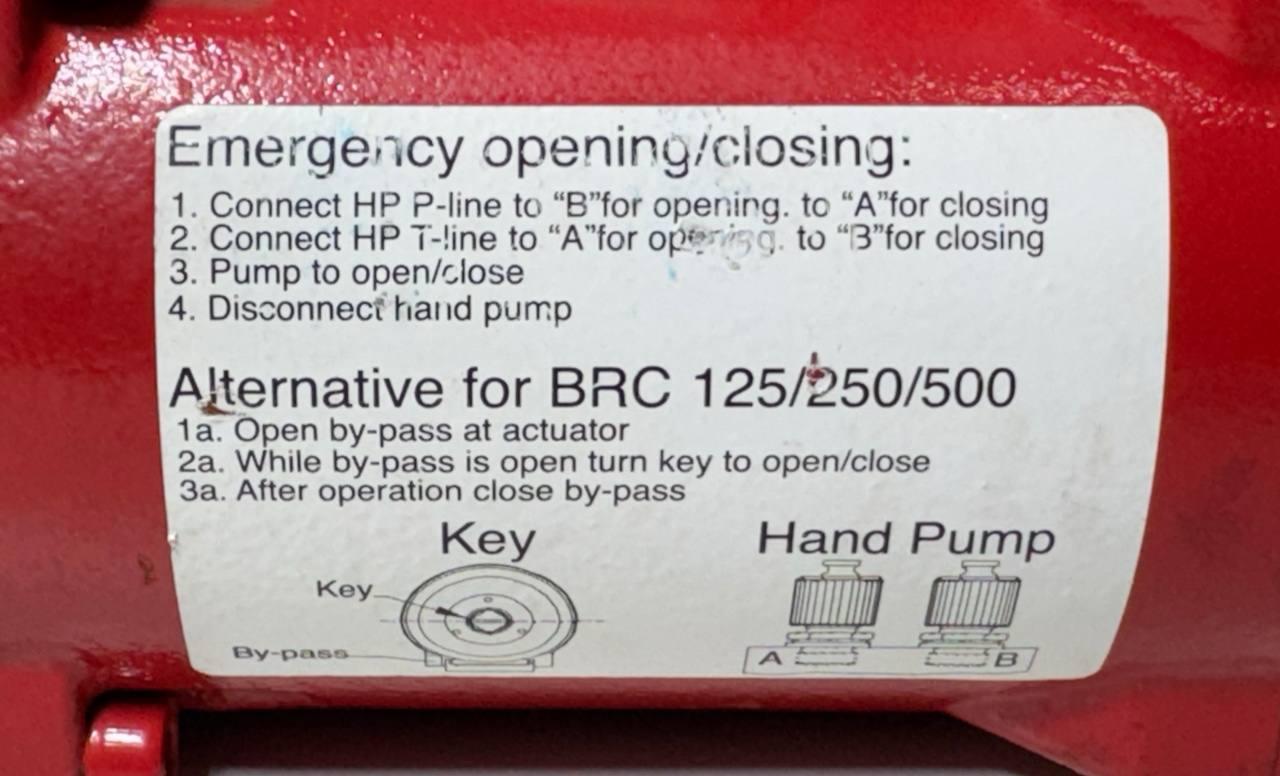 Emergency opening/closing:
1. Connect HP P-line to “B”for opening. to “A”for closing
2. Connect HP T-line to “A”for opening. to “B”for closing
3. Pump to open/close
4. Disconnect hand pump
Alternative for BRC 125/250/500
1a. Open by-pass at actuator
2a. While by-pass is open turn key to open/close
3a. After operation close by-pass
Key
Key
By-pass
Hand Pump
A
B